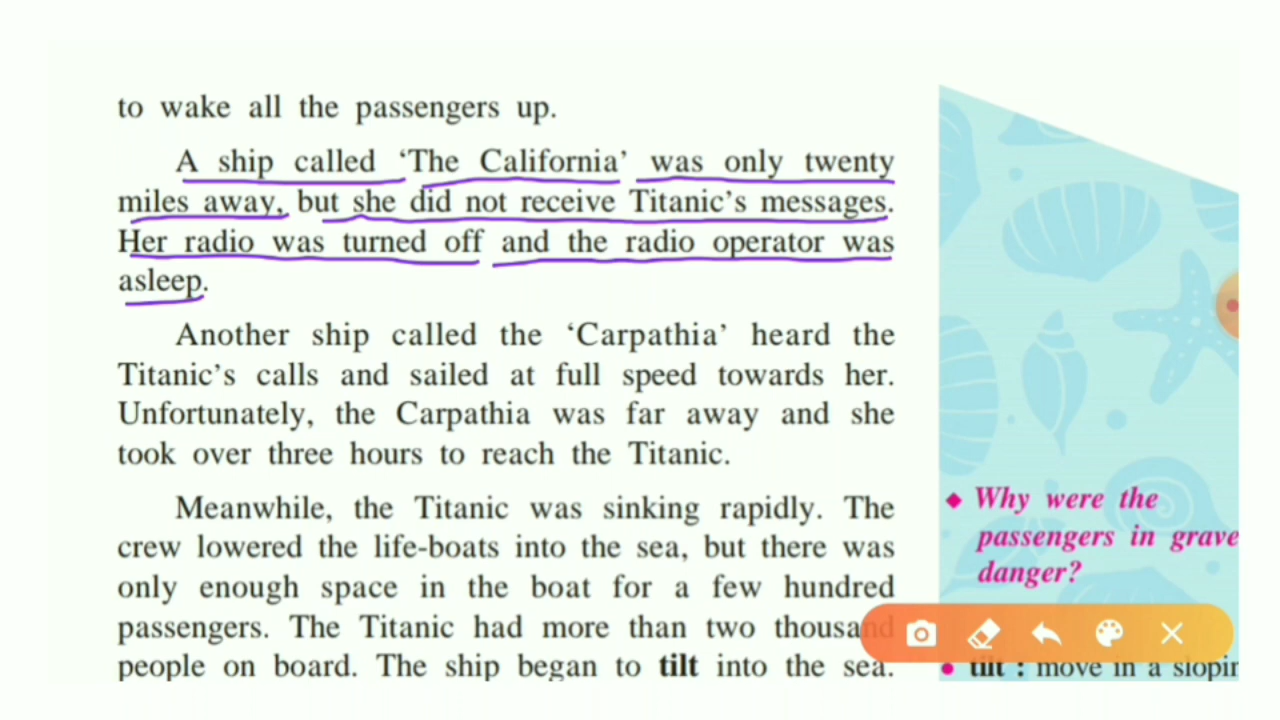 to wake all the passengers up.
A ship called ‘The California’ was only twenty
miles away, but she did not receive Titanic’s messages.
Her radio was turned off and the radio operator was
asleep.
Another ship called the ‘Carpathia’ heard the
Titanic’s calls and sailed at full speed towards her.
Unfortunately, the Carpathia was far away and she
took over three hours to reach the Titanic.
Meanwhile, the Titanic was sinking rapidly. The
crew lowered the life-boats into the sea, but there was
only enough space in the boat for a few hundred
passengers. The Titanic had more than two thousand
people on board. The ship began to tilt into the sea.
◆ Why were the
passengers in grave
danger?
• tilt : move in a